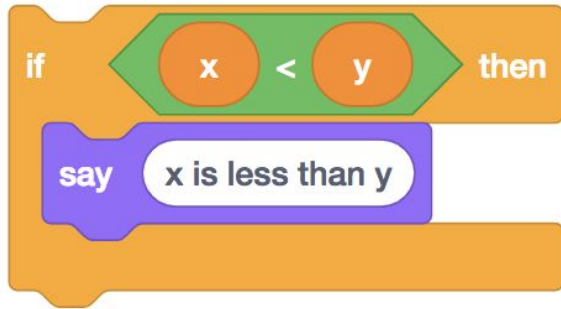 if x < y then
say x is less than y